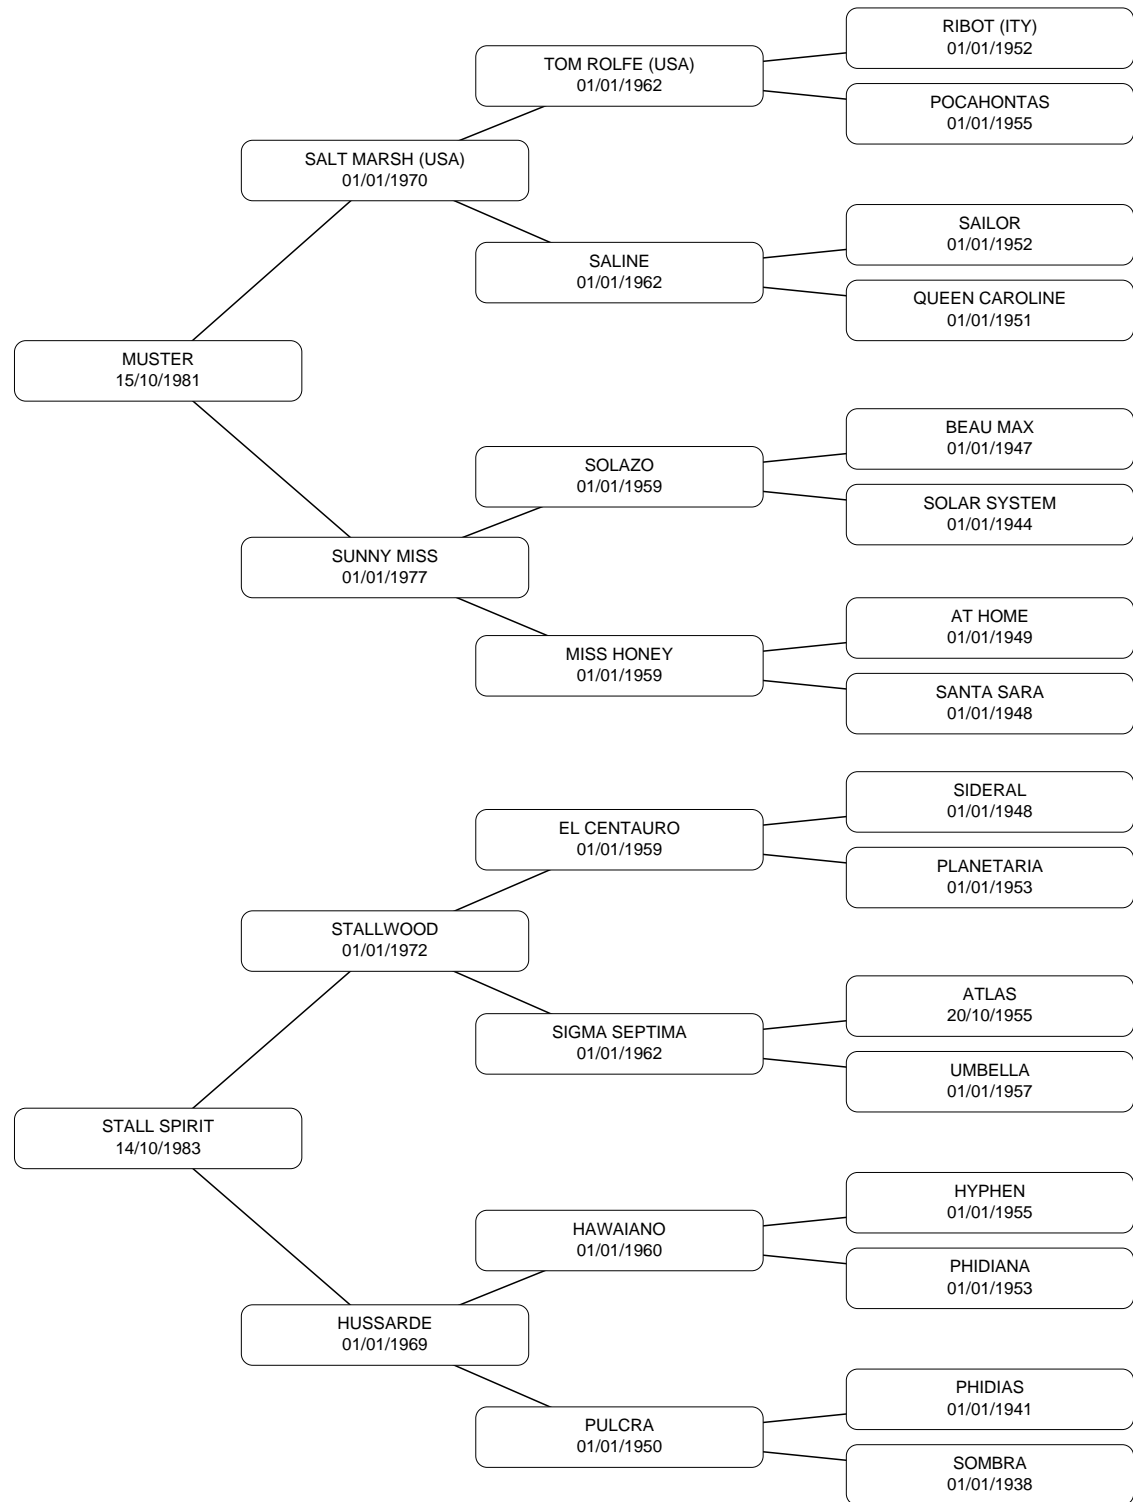 RIBOT (ITY)
01/01/1952
TOM ROLFE (USA)
01/01/1962
POCAHONTAS
01/01/1955
SALT MARSH (USA)
01/01/1970
SAILOR
01/01/1952
SALINE
01/01/1962
QUEEN CAROLINE
01/01/1951
MUSTER
15/10/1981
BEAU MAX
01/01/1947
SOLAZO
01/01/1959
SOLAR SYSTEM
01/01/1944
SUNNY MISS
01/01/1977
AT HOME
01/01/1949
MISS HONEY
01/01/1959
SANTA SARA
01/01/1948
SIDERAL
01/01/1948
EL CENTAURO
01/01/1959
PLANETARIA
01/01/1953
STALLWOOD
01/01/1972
ATLAS
20/10/1955
SIGMA SEPTIMA
01/01/1962
UMBELLA
01/01/1957
STALL SPIRIT
14/10/1983
HYPHEN
01/01/1955
HAWAIANO
01/01/1960
PHIDIANA
01/01/1953
HUSSARDE
01/01/1969
PHIDIAS
01/01/1941
PULCRA
01/01/1950
SOMBRA
01/01/1938